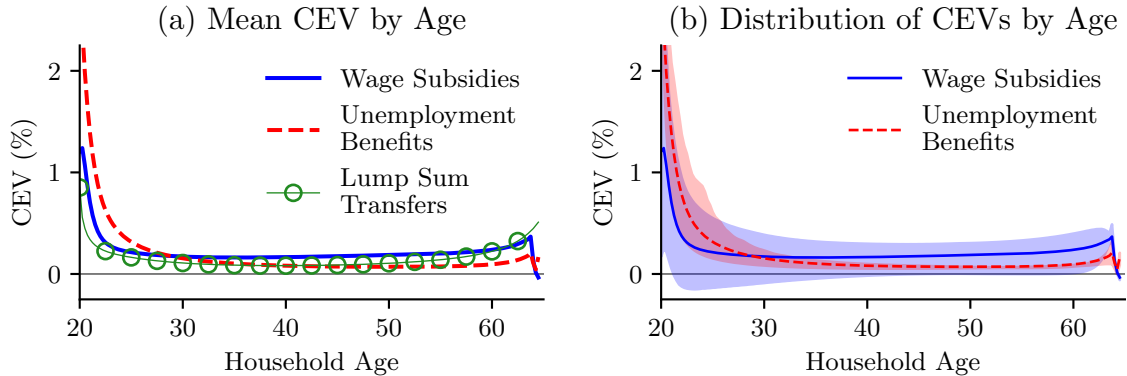 (a) Mean CEV by Age
CEV (%)
2
1
0
Wage Subsidies
Unemployment
Benefits
Lump Sum
Transfers
20
30
40
50
60
Household Age
(b) Distribution of CEVs by Age
CEV (%)
2
1
0
Wage Subsidies
Unemployment
Benefits
20
30
40
50
60
Household Age